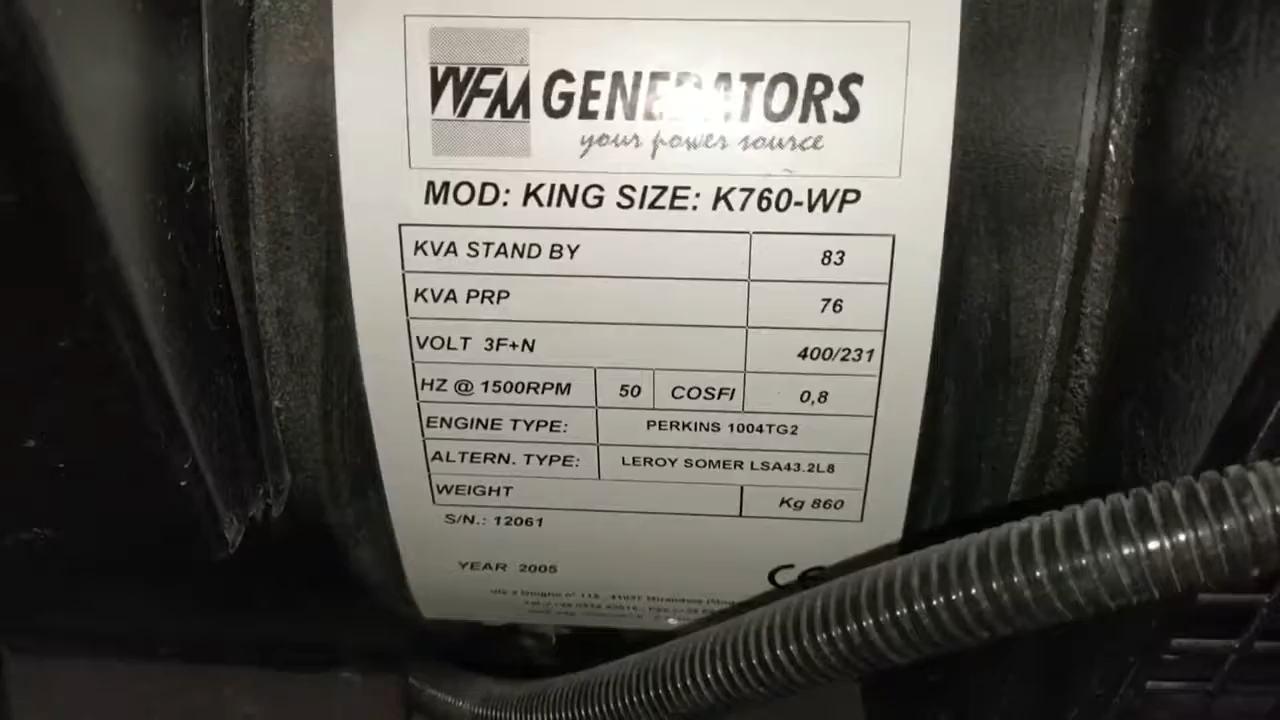 WFM GENERATORS
your power source
MOD: KING SIZE: K760-WP
KVA STAND BY 83
KVA PRP 76
VOLT 3F+N 400/231
HZ @ 1500RPM 50 COSFI 0,8
ENGINE TYPE: PERKINS 1004TG2
ALTERN. TYPE: LEROY SOMER LSA43.2L8
WEIGHT Kg 860
S/N.: 12061
YEAR 2005 CE